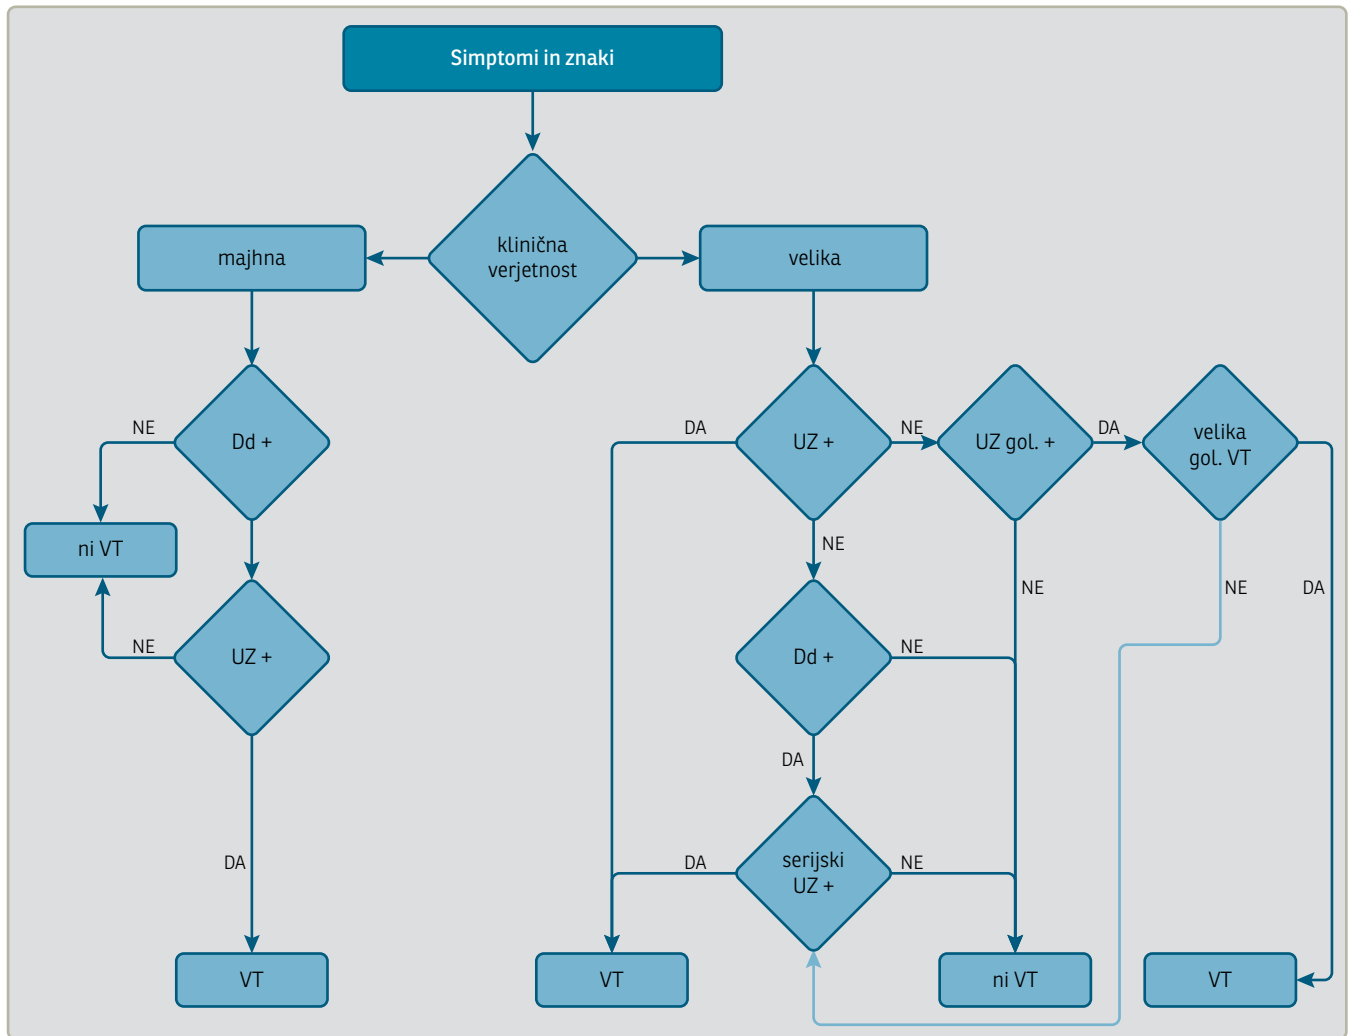 Simptomi in znaki
klinična
verjetnost
majhna
velika
NE
Dd +
DA
UZ +
NE
UZ gol. +
DA
velika
gol. VT
ni VT
NE
NE
NE
DA
NE
UZ +
Dd +
NE
DA
DA
DA
serijski
UZ +
NE
VT
VT
ni VT
VT